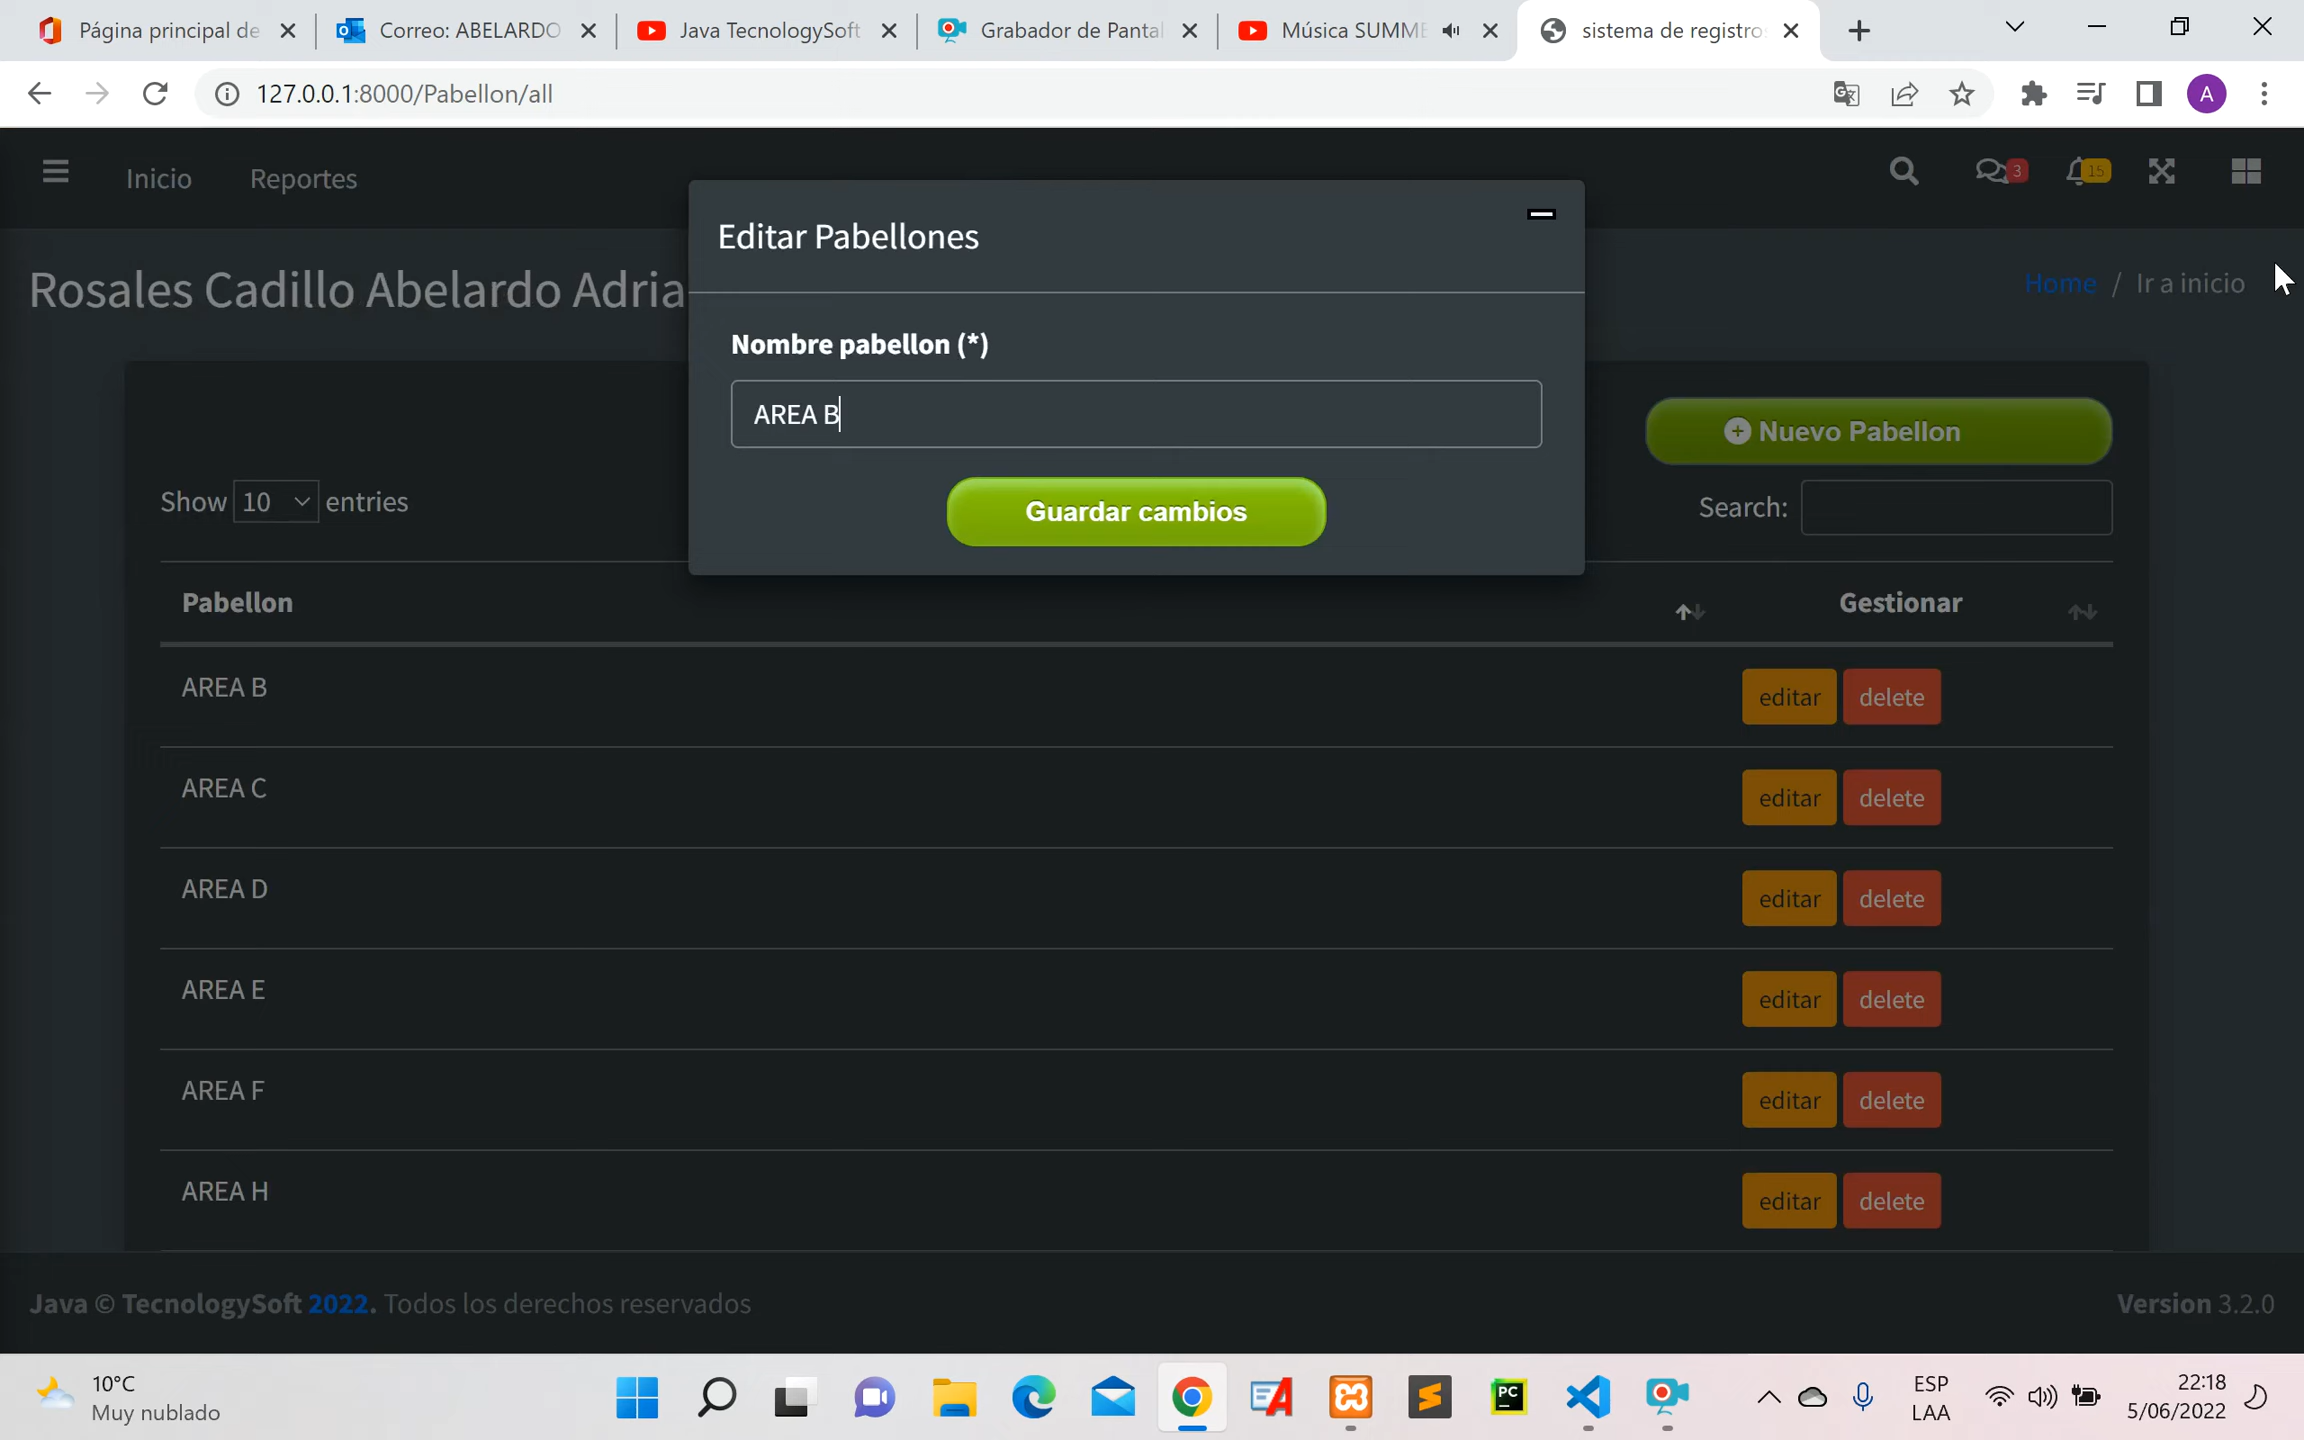 Página principal de
Correo: ABELARDO
Java TecnologySoft
Grabador de Pantal
Música SUMME
sistema de registros
127.0.0.1:8000/Pabellon/all
A
Inicio
Reportes
3
15
Editar Pabellones
Rosales Cadillo Abelardo Adria
Home / Ir a inicio
Nombre pabellon (*)
AREA B
Nuevo Pabellon
Guardar cambios
Show 10 entries
Search:
Pabellon
Gestionar
AREA B
editar
delete
AREA C
editar
delete
AREA D
editar
delete
AREA E
editar
delete
AREA F
editar
delete
AREA H
editar
delete
Java © TecnologySoft 2022. Todos los derechos reservados
Version 3.2.0
10°C
Muy nublado
PC
ESP
LAA
22:18
5/06/2022